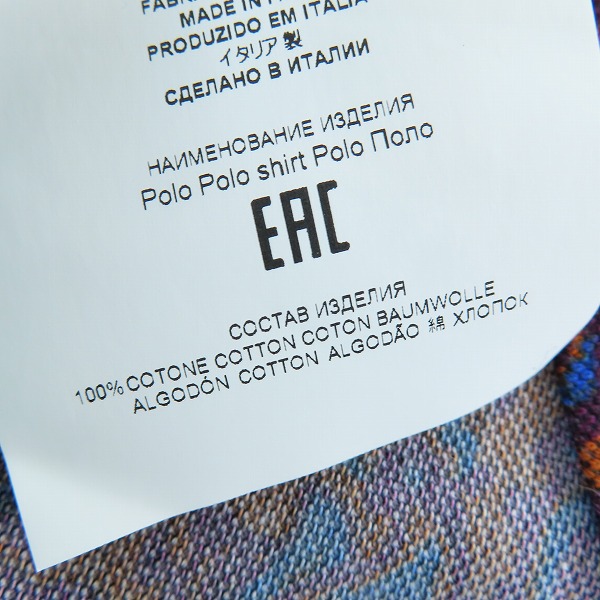 MADE IN
PRODUZIDO EM ITALIA
イタリア製
СДЕЛАНО В ИТАЛИИ
НАИМЕНОВАНИЕ ИЗДЕЛИЯ
Polo Polo shirt Polo Поло
EAC
СОСТАВ ИЗДЕЛИЯ
100% COTONE COTTON COTON BAUMWOLLE
ALGODÓN COTTON ALGODÃO 綿 ХЛОПОК